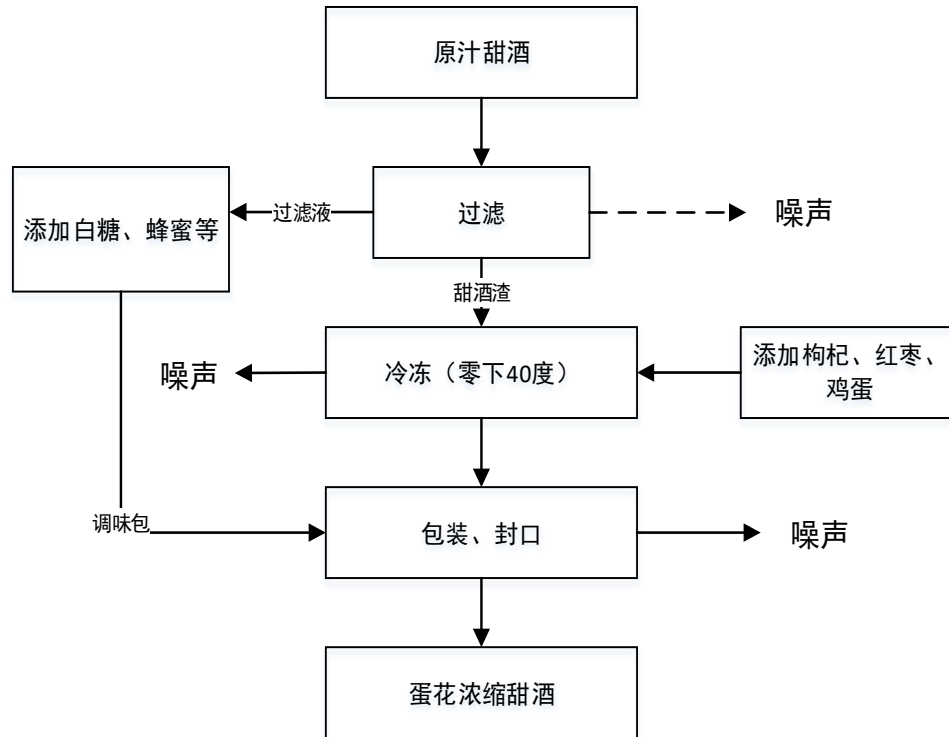 原汁甜酒
添加白糖、蜂蜜等
过滤液
过滤
噪声
甜酒渣
噪声
冷冻（零下40度）
添加枸杞、红枣、
鸡蛋
调味包
包装、封口
噪声
蛋花浓缩甜酒